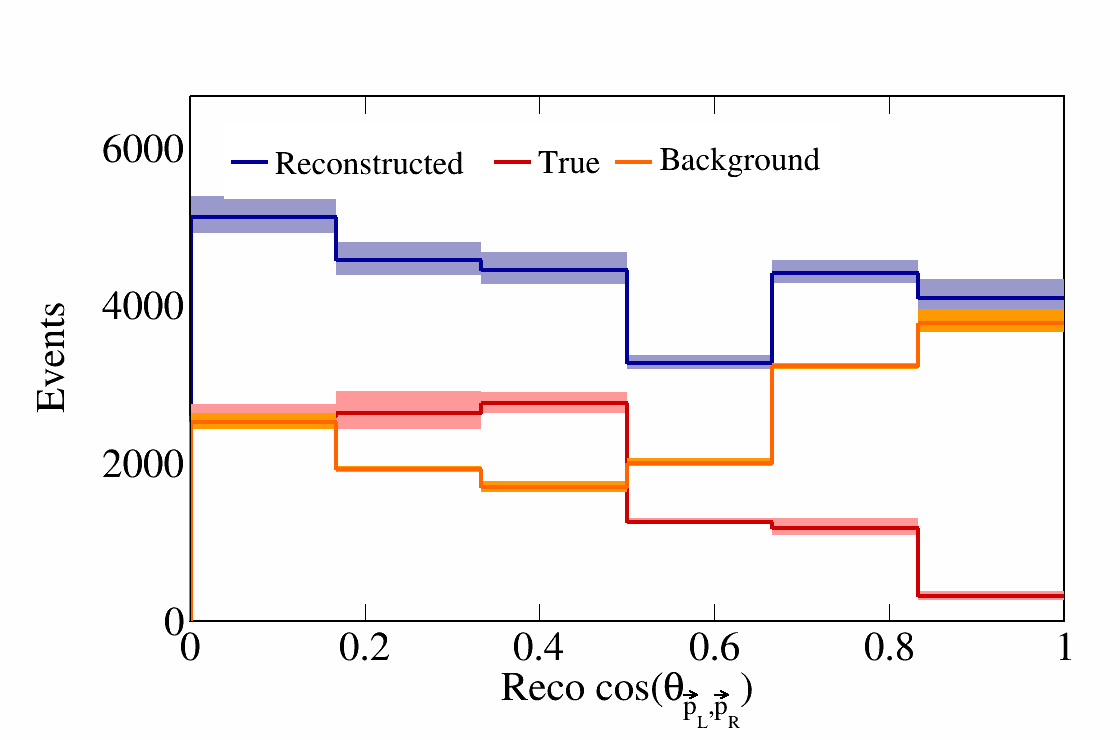 6000
Reconstructed True Background
4000
Events
2000
0
0 0.2 0.4 0.6 0.8 1
Reco cos(θ p⃗L,p⃗R)